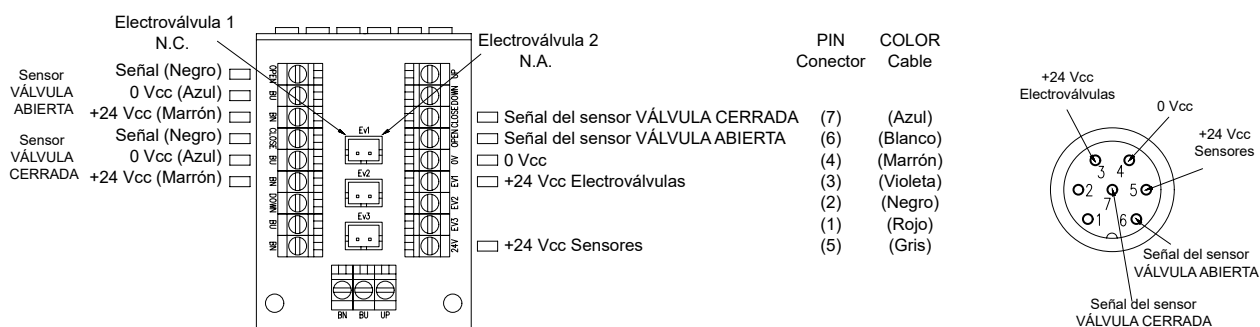 Electroválvula 1
N.C.
Electroválvula 2
N.A.
Sensor
VÁLVULA
ABIERTA
Señal (Negro)
0 Vcc (Azul)
+24 Vcc (Marrón)
Sensor
VÁLVULA
CERRADA
Señal (Negro)
0 Vcc (Azul)
+24 Vcc (Marrón)
OPEN
BU
BN
CLOSE
BU
BN
DOWN
BU
BN
Ev1
Ev2
Ev3
UP
DOWN
CLOSE
OPEN
0V
EV1
EV2
EV3
24V
BN BU UP
PIN COLOR
Conector Cable
Señal del sensor VÁLVULA CERRADA (7) (Azul)
Señal del sensor VÁLVULA ABIERTA (6) (Blanco)
0 Vcc (4) (Marrón)
+24 Vcc Electroválvulas (3) (Violeta)
(2) (Negro)
(1) (Rojo)
+24 Vcc Sensores (5) (Gris)
+24 Vcc
Electroválvulas
0 Vcc
+24 Vcc
Sensores
3 4
2 7 5
1 6
Señal del sensor
VÁLVULA ABIERTA
Señal del sensor
VÁLVULA CERRADA